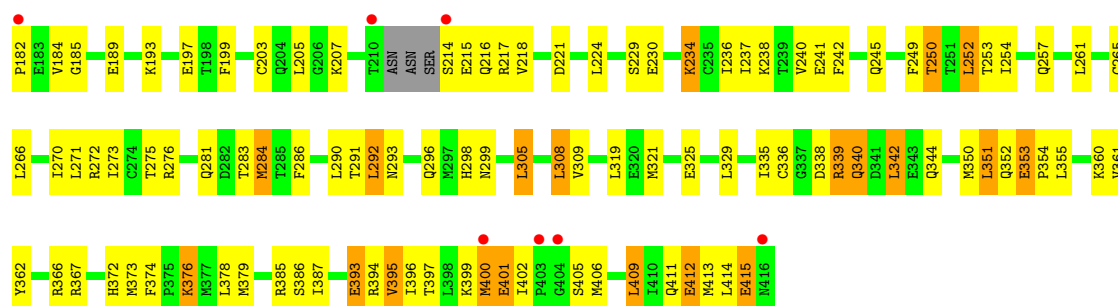 P182 E183 V184 G185 E189 K193 E197 T198 F199 C203 Q204 L205 G206 K207 T210 ASN ASN SER S214 E215 Q216 R217 V218 D221 L224 S229 E230 K234 C235 I236 I237 K238 T239 V240 E241 F242 Q245 F249 T250 T251 L252 T253 I254 Q257 L261 C265
L266 I270 L271 R272 I273 C274 T275 R276 Q281 D282 T283 M284 T285 F286 L290 T291 L292 N293 Q296 M297 H298 N299 L305 L308 V309 L319 E320 M321 E325 L329 I335 C336 G337 D338 R339 Q340 D341 L342 E343 Q344 M350 L351 Q352 E353 P354 L355 K360 V361
Y362 R366 R367 H372 M373 F374 P375 K376 M377 L378 M379 R385 S386 I387 E393 R394 V395 I396 T397 L398 K399 M400 E401 I402 P403 G404 S405 M406 L409 I410 Q411 E412 M413 L414 E415 N416